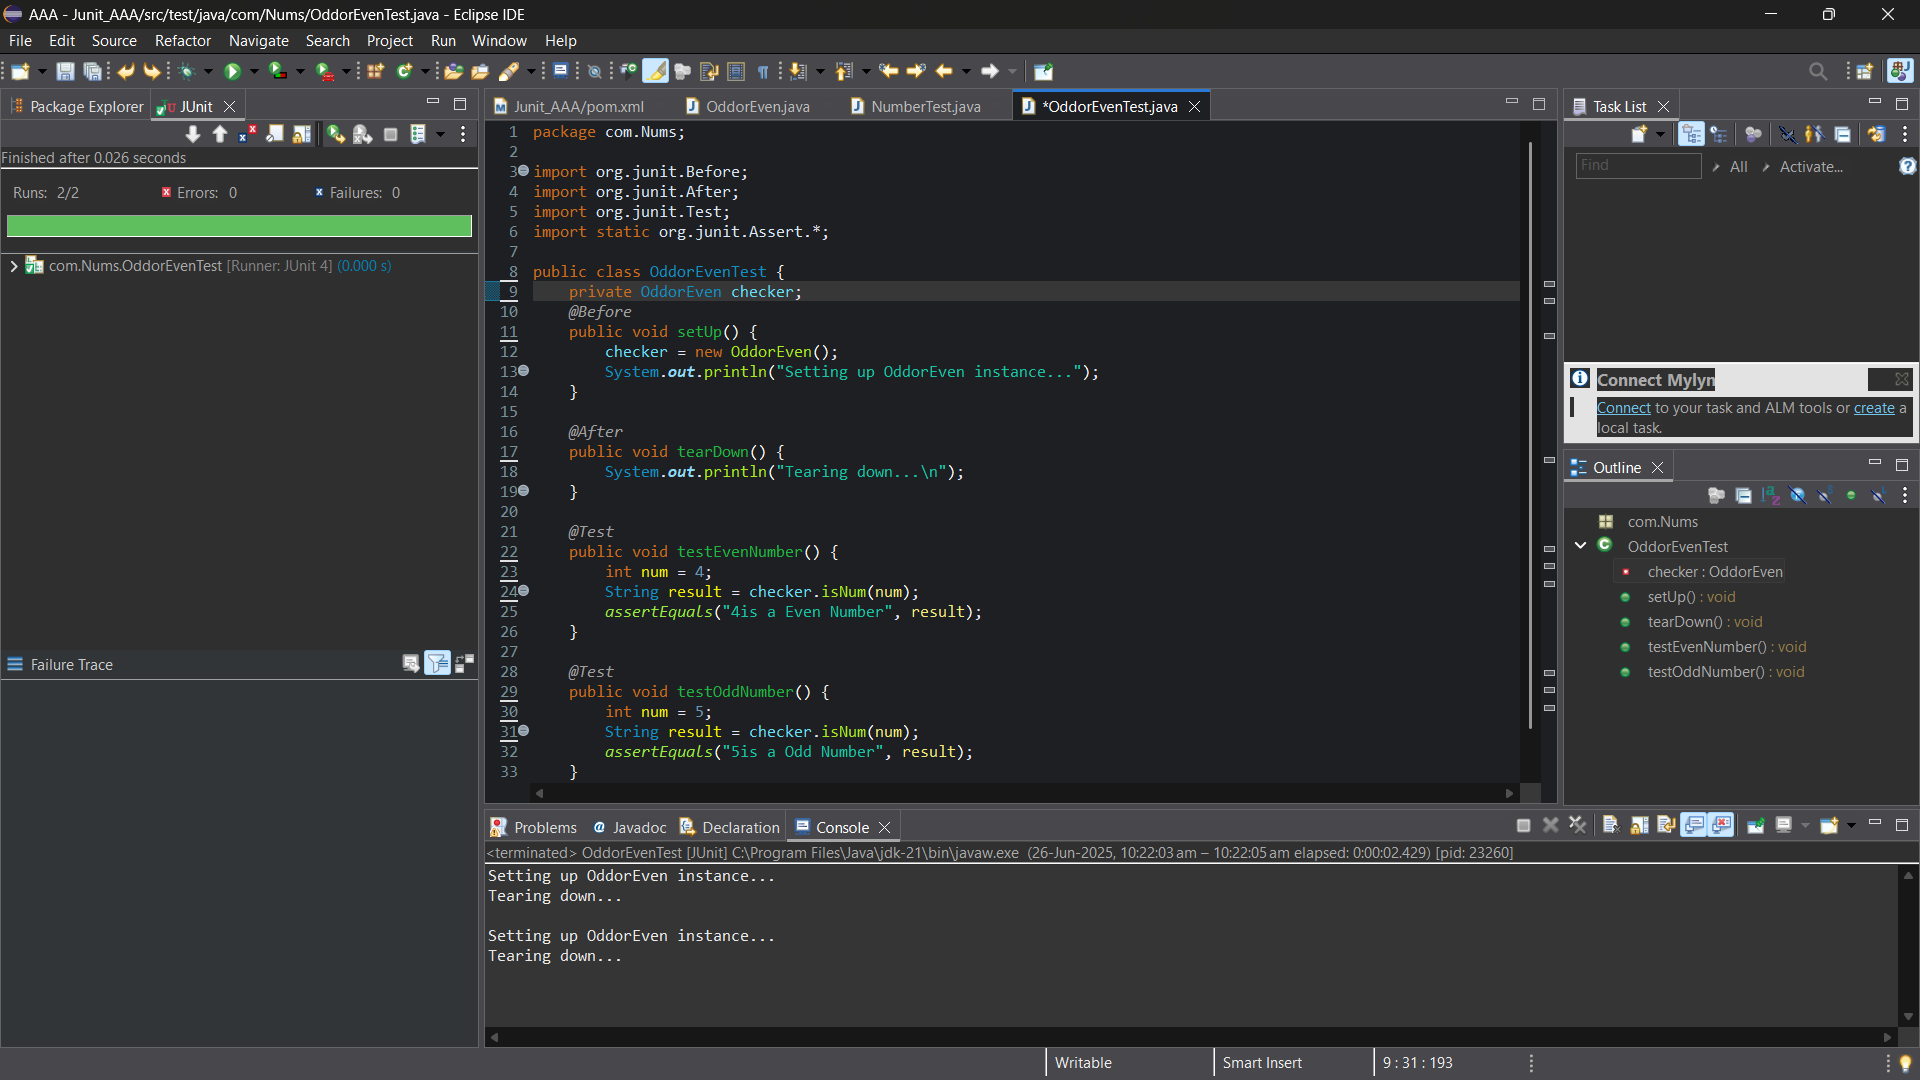 AAA - Junit_AAA/src/test/java/com/Nums/OddorEvenTest.java - Eclipse IDE
File Edit Source Refactor Navigate Search Project Run Window Help
Package Explorer JUnit
Finished after 0.026 seconds
Runs: 2/2 Errors: 0 Failures: 0
com.Nums.OddorEvenTest [Runner: JUnit 4] (0.000 s)
Failure Trace
Junit_AAA/pom.xml OddorEven.java NumberTest.java *OddorEvenTest.java
1 package com.Nums;
2
3 import org.junit.Before;
4 import org.junit.After;
5 import org.junit.Test;
6 import static org.junit.Assert.*;
7
8 public class OddorEvenTest {
9 private OddorEven checker;
10 @Before
11 public void setUp() {
12 checker = new OddorEven();
13 System.out.println("Setting up OddorEven instance...");
14 }
15
16 @After
17 public void tearDown() {
18 System.out.println("Tearing down...\n");
19 }
20
21 @Test
22 public void testEvenNumber() {
23 int num = 4;
24 String result = checker.isNum(num);
25 assertEquals("4is a Even Number", result);
26 }
27
28 @Test
29 public void testOddNumber() {
30 int num = 5;
31 String result = checker.isNum(num);
32 assertEquals("5is a Odd Number", result);
33 }
Task List
Find All Activate...
Connect Mylyn
Connect to your task and ALM tools or create a
local task.
Outline
com.Nums
OddorEvenTest
checker : OddorEven
setUp() : void
tearDown() : void
testEvenNumber() : void
testOddNumber() : void
Problems Javadoc Declaration Console
<terminated> OddorEvenTest [JUnit] C:\Program Files\Java\jdk-21\bin\javaw.exe (26-Jun-2025, 10:22:03 am – 10:22:05 am elapsed: 0:00:02.429) [pid: 23260]
Setting up OddorEven instance...
Tearing down...
Setting up OddorEven instance...
Tearing down...
Writable Smart Insert 9 : 31 : 193